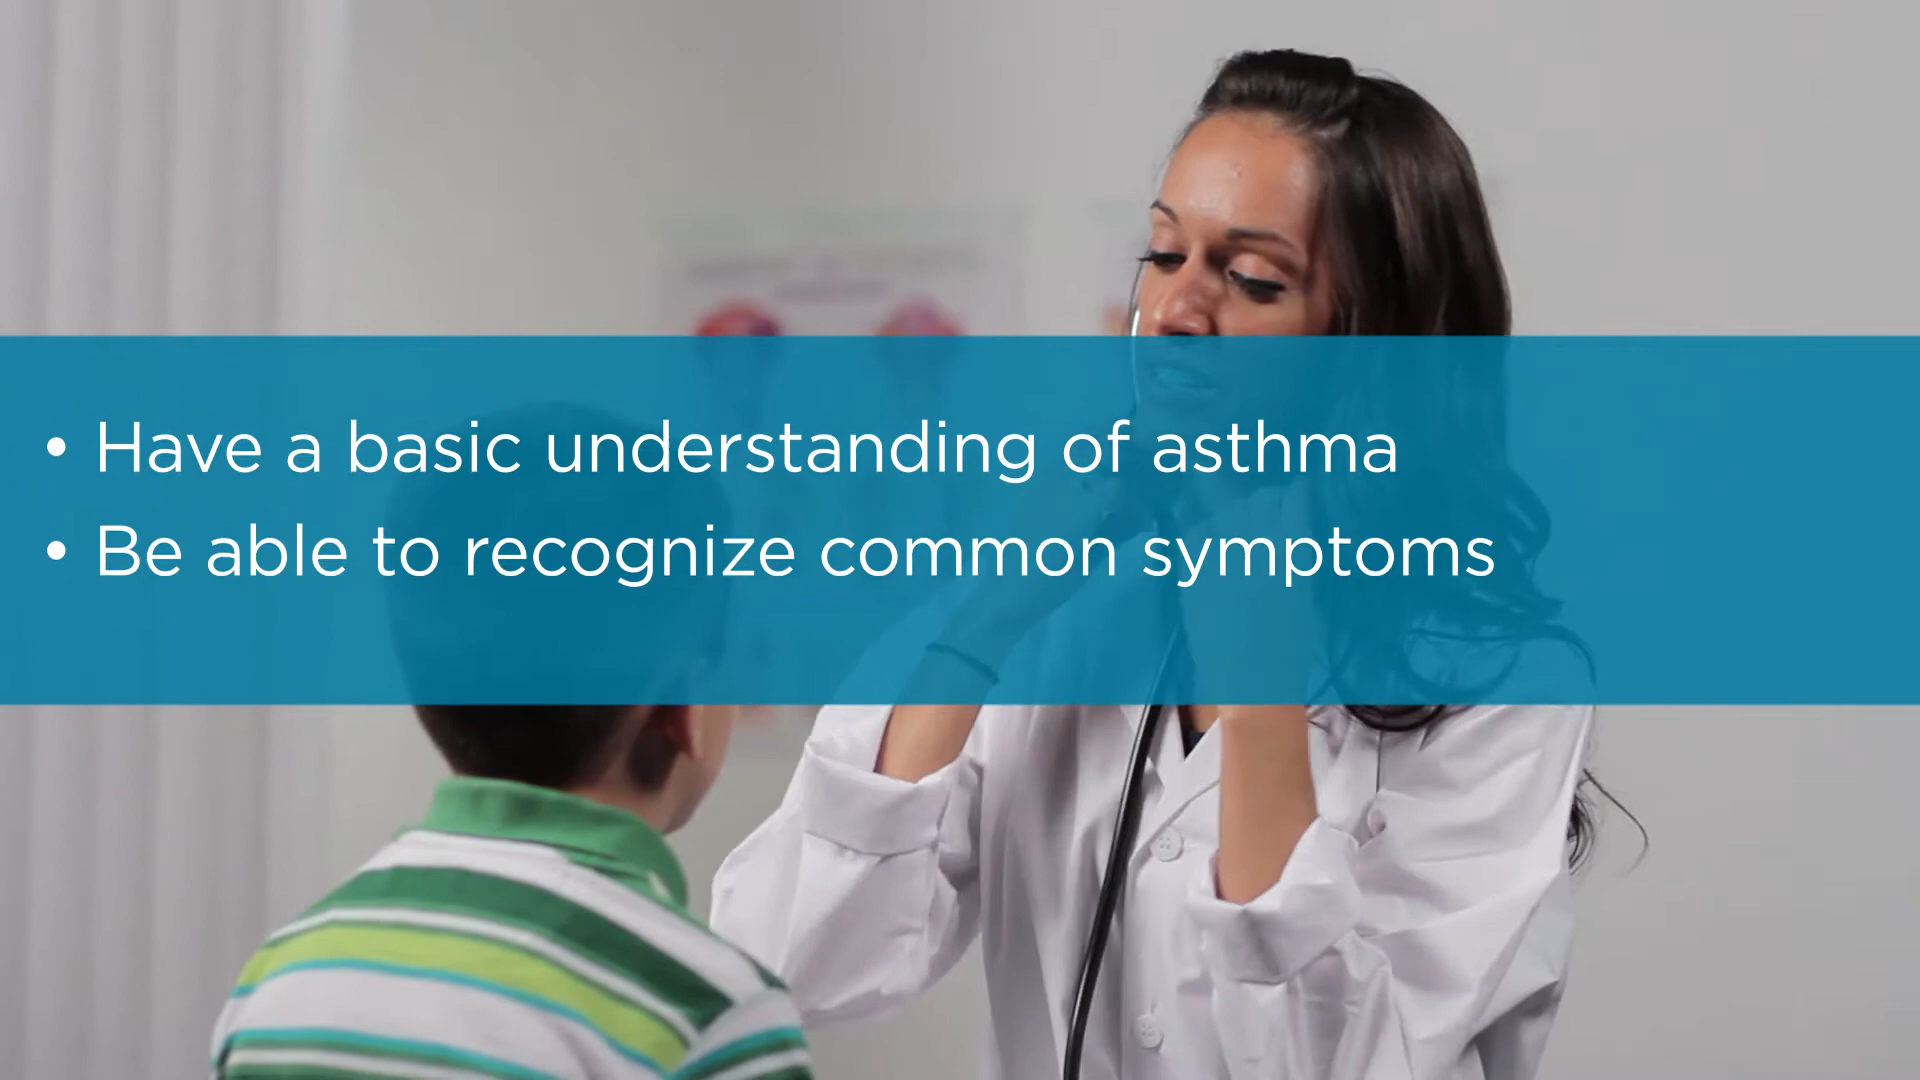 • Have a basic understanding of asthma
• Be able to recognize common symptoms